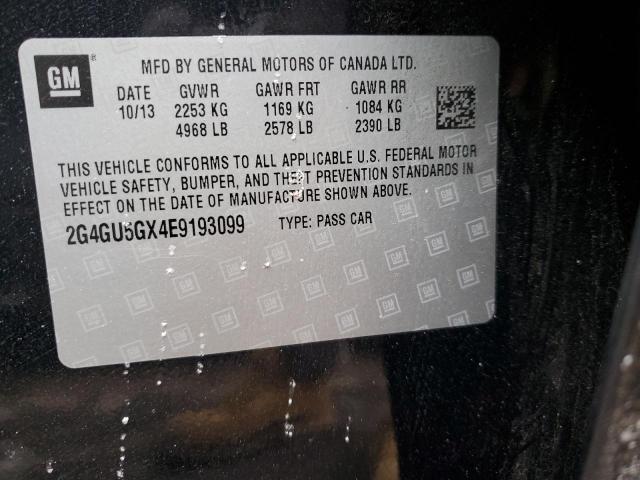 GM
MFD BY GENERAL MOTORS OF CANADA LTD.
DATE GVWR GAWR FRT GAWR RR
10/13 2253 KG 1169 KG 1084 KG
4968 LB 2578 LB 2390 LB
THIS VEHICLE CONFORMS TO ALL APPLICABLE U.S. FEDERAL MOTOR
VEHICLE SAFETY, BUMPER, AND THEFT PREVENTION STANDARDS IN
EFFECT ON THE DATE OF MANUFACTURE SHOWN ABOVE.
2G4GU5GX4E9193099 TYPE: PASS CAR